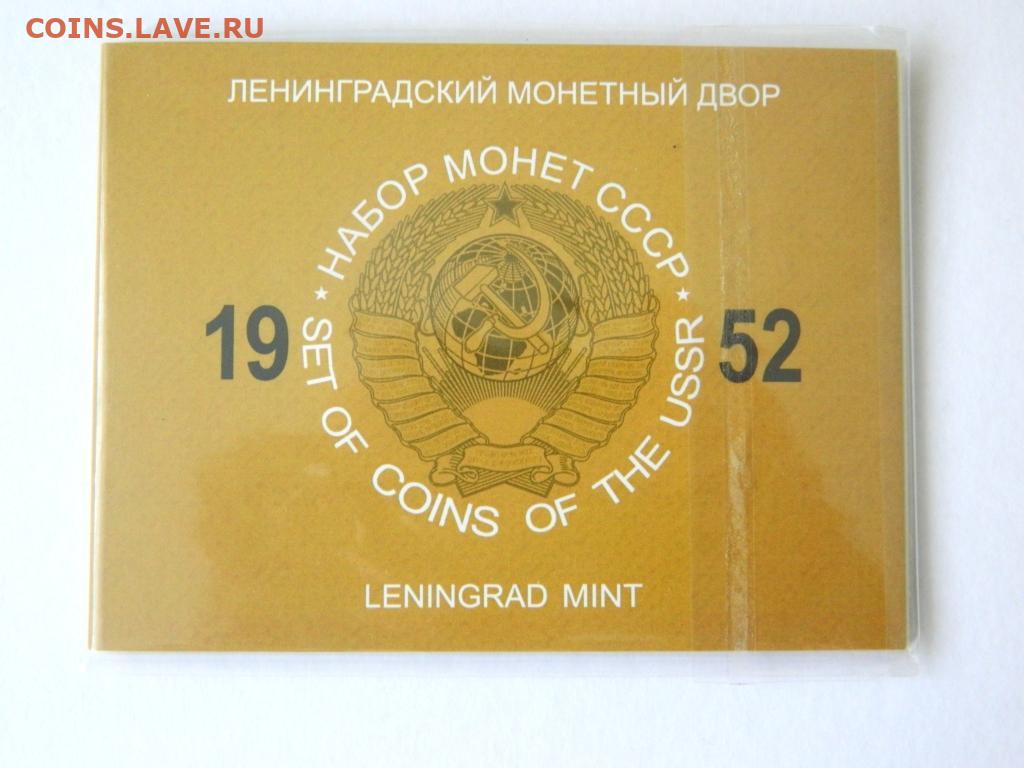 COINS.LAVE.RU
ЛЕНИНГРАДСКИЙ МОНЕТНЫЙ ДВОР
НАБОР МОНЕТ СССР
19 52
SET OF COINS OF THE USSR
LENINGRAD MINT